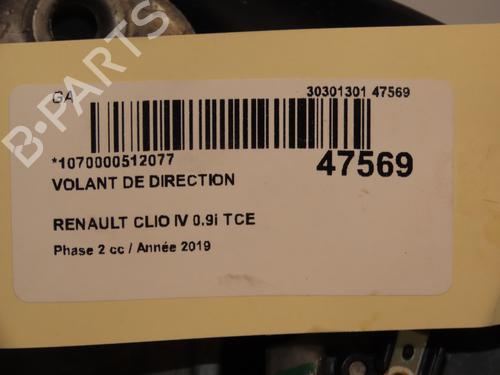 B-PARTS
GA
30301301 47569
*1070000512077
47569
VOLANT DE DIRECTION
RENAULT CLIO IV 0.9i TCE
Phase 2 cc / Année 2019